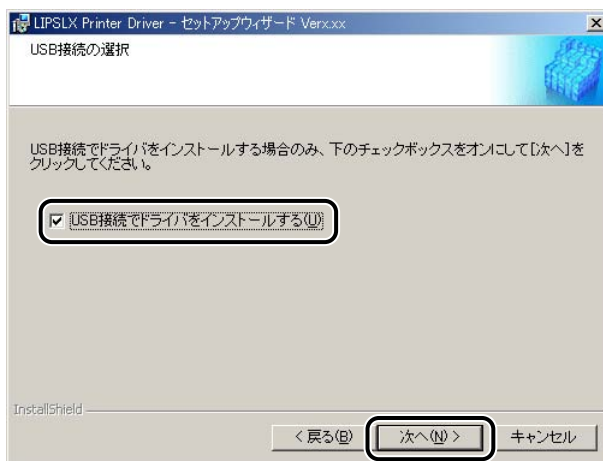 LIPSLX Printer Driver - セットアップウィザード Verx.xx
USB接続の選択
USB接続でドライバをインストールする場合のみ、下のチェックボックスをオンにして[次へ]を
クリックしてください。
USB接続でドライバをインストールする(U)
InstallShield
< 戻る(B)
次へ(N) >
キャンセル